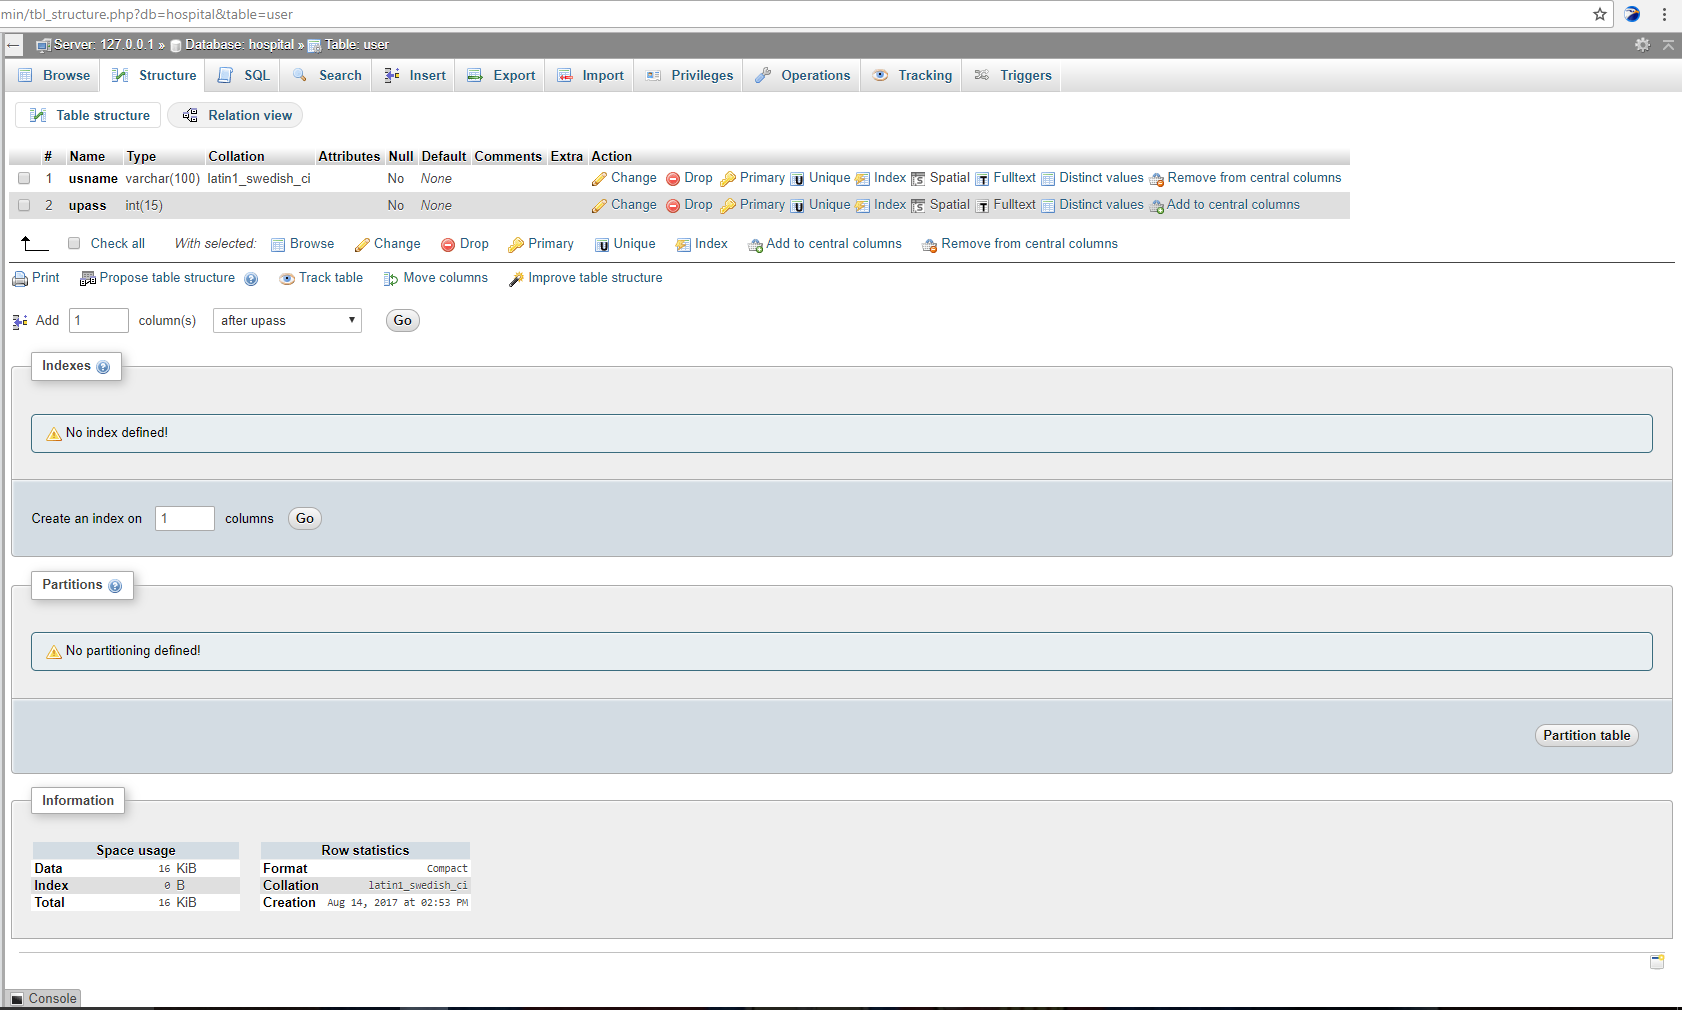 min/tbl_structure.php?db=hospital&table=user
Server: 127.0.0.1 » Database: hospital » Table: user
Browse Structure SQL Search Insert Export Import Privileges Operations Tracking Triggers
Table structure Relation view
# Name Type Collation Attributes Null Default Comments Extra Action
1 usname varchar(100) latin1_swedish_ci No None Change Drop Primary Unique Index Spatial Fulltext Distinct values Remove from central columns
2 upass int(15) No None Change Drop Primary Unique Index Spatial Fulltext Distinct values Add to central columns
Check all With selected: Browse Change Drop Primary Unique Index Add to central columns Remove from central columns
Print Propose table structure Track table Move columns Improve table structure
Add 1 column(s) after upass Go
Indexes
No index defined!
Create an index on 1 columns Go
Partitions
No partitioning defined!
Partition table
Information
Space usage Row statistics
Data 16 KiB Format Compact
Index 0 B Collation latin1_swedish_ci
Total 16 KiB Creation Aug 14, 2017 at 02:53 PM
Console